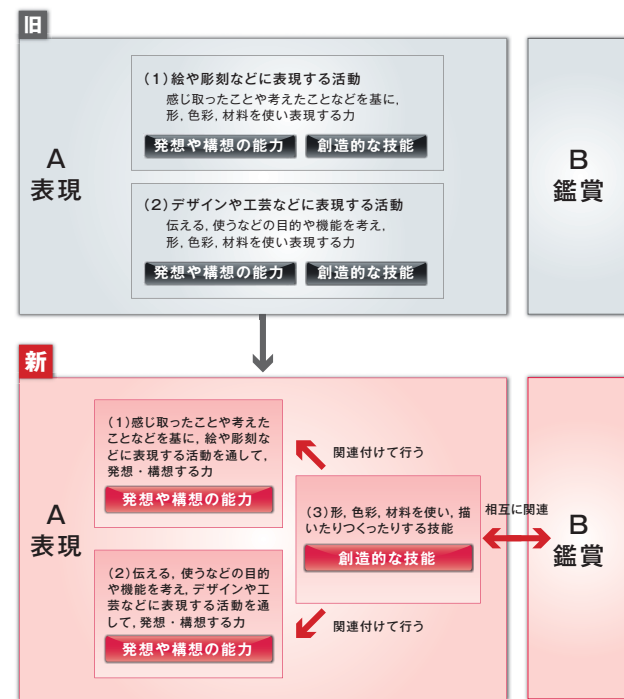 旧
A
表現
(1)絵や彫刻などに表現する活動
感じ取ったことや考えたことなどを基に,
形, 色彩, 材料を使い表現する力
発想や構想の能力
創造的な技能
(2)デザインや工芸などに表現する活動
伝える, 使うなどの目的や機能を考え,
形, 色彩, 材料を使い表現する力
発想や構想の能力
創造的な技能
B
鑑賞
新
A
表現
(1)感じ取ったことや考えた
ことなどを基に, 絵や彫刻な
どに表現する活動を通して,
発想・構想する力
発想や構想の能力
関連付けて行う
(3)形, 色彩, 材料を使い, 描
いたりつくったりする技能
創造的な技能
相互に関連
(2)伝える, 使うなどの目的
や機能を考え, デザインや工
芸などに表現する活動を通
して, 発想・構想する力
発想や構想の能力
関連付けて行う
B
鑑賞